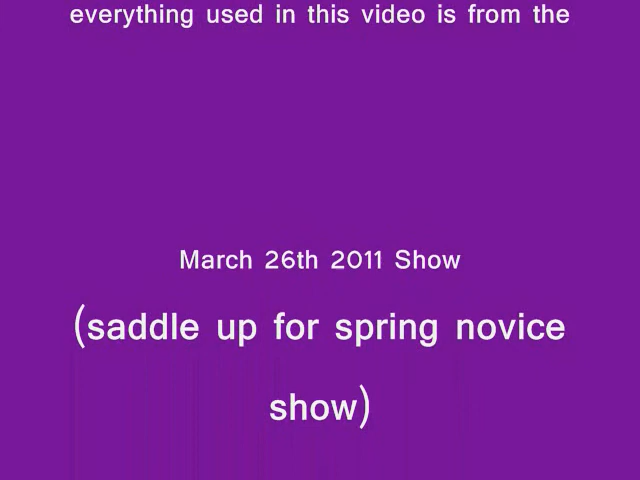 everything used in this video is from the
March 26th 2011 Show
(saddle up for spring novice
show)